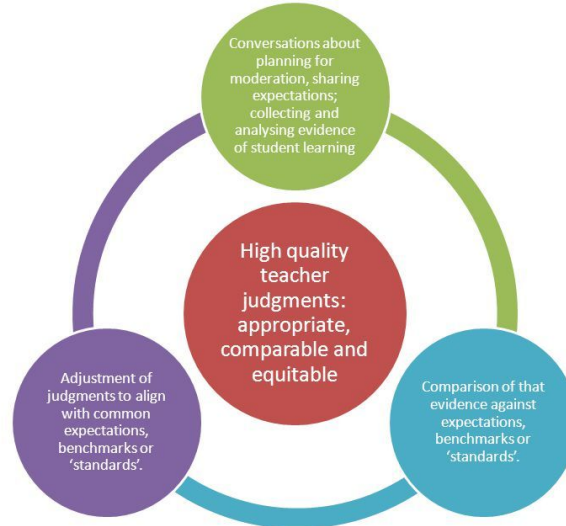 Conversations about
planning for
moderation, sharing
expectations;
collecting and
analysing evidence
of student learning
High quality
teacher
judgments:
appropriate,
comparable and
equitable
Adjustment of
judgments to align
with common
expectations,
benchmarks or
‘standards’.
Comparison of that
evidence against
expectations,
benchmarks or
‘standards’.